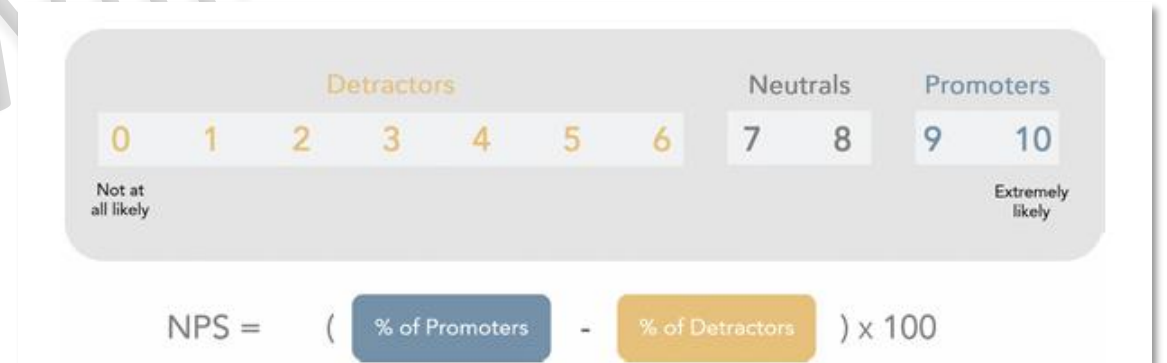 Detractors Neutrals Promoters
0 1 2 3 4 5 6 7 8 9 10
Not at all likely
Extremely likely
NPS = ( % of Promoters - % of Detractors ) x 100